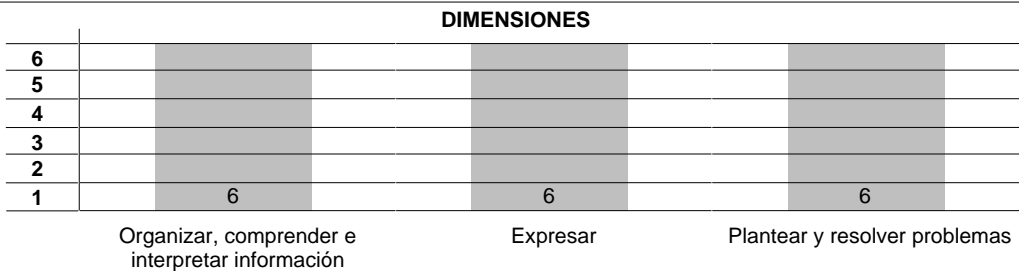 DIMENSIONES
6
5
4
3
2
1 6 6 6
Organizar, comprender e interpretar información
Expresar
Plantear y resolver problemas